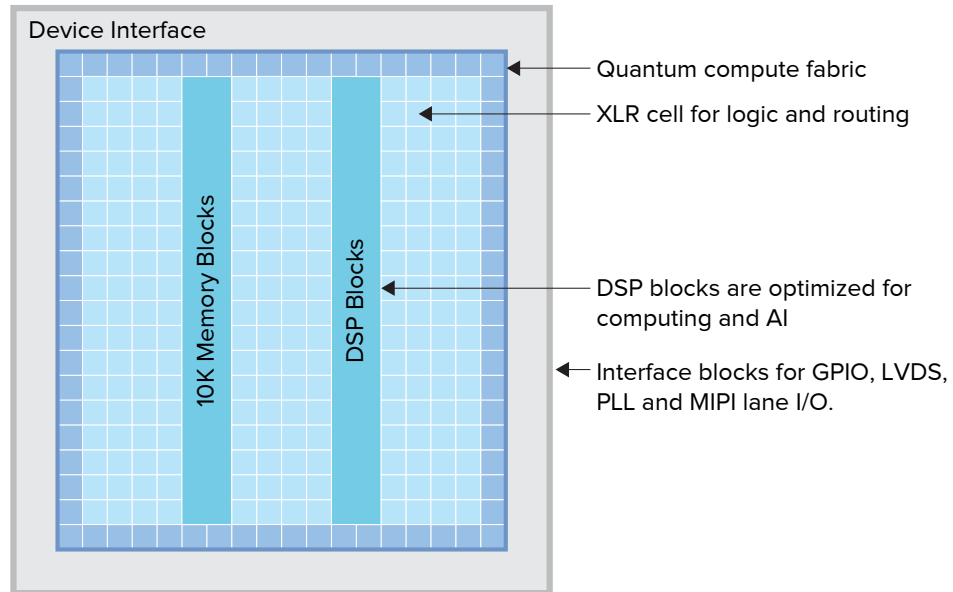 Device Interface
Quantum compute fabric
XLR cell for logic and routing
10K Memory Blocks
DSP Blocks
DSP blocks are optimized for
computing and AI
Interface blocks for GPIO, LVDS,
PLL and MIPI lane I/O.